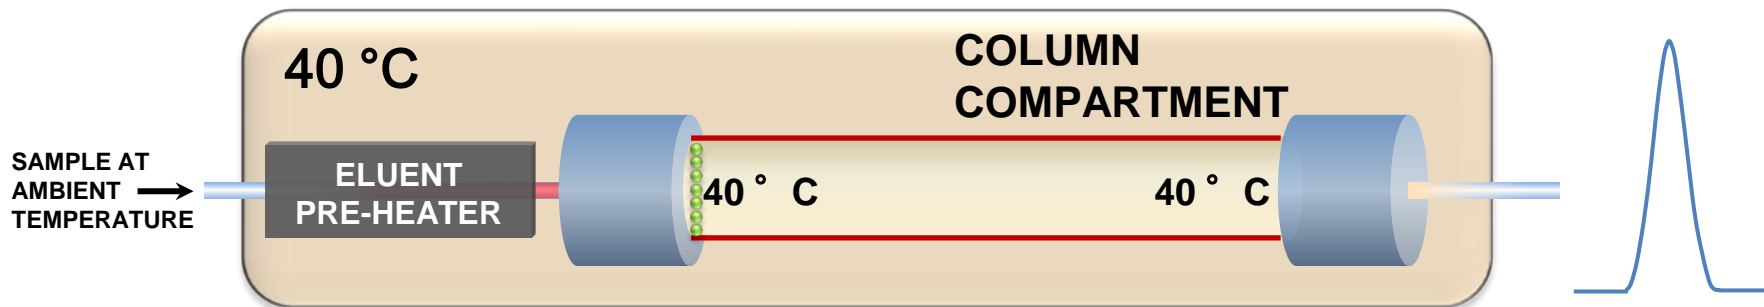 40 °C
COLUMN
COMPARTMENT
SAMPLE AT
AMBIENT
TEMPERATURE
ELUENT
PRE-HEATER
40 ° C
40 ° C